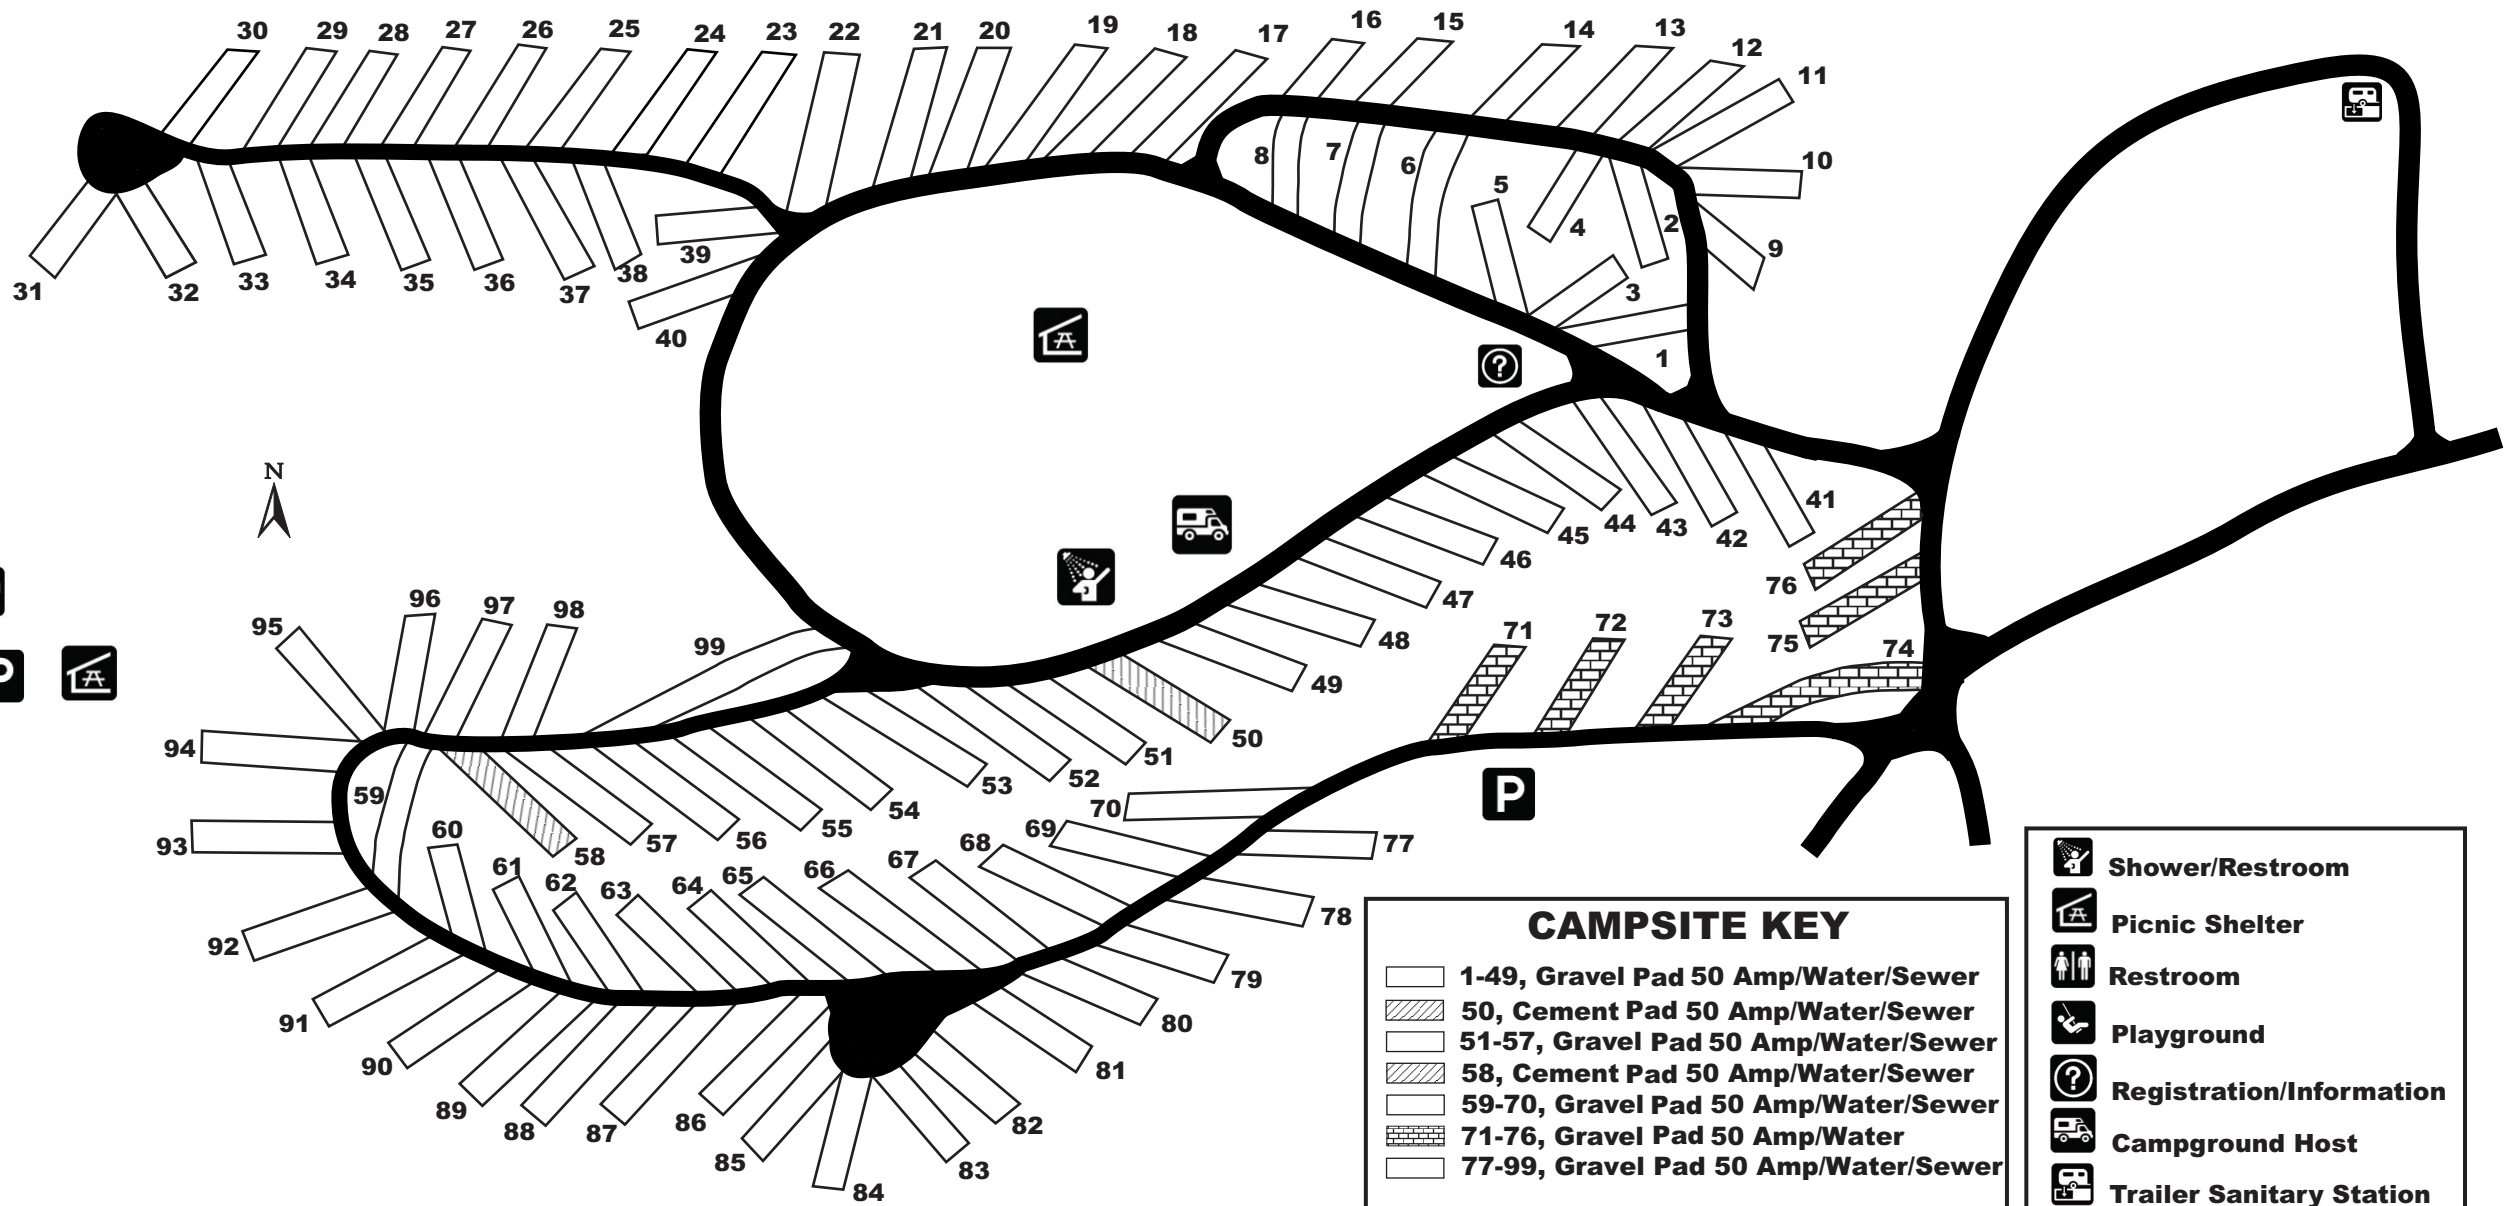 30 29 28 27 26 25 24 23 22 21 20 19 18 17 16 15 14 13 12
11
8 7 6 10
5
4 2 9
39
31 32 33 34 35 36 37 38 3
40
1
N
41
44 43 42
45
46
76
47
96 97 98
95
99
48
71 72 73
75 74
49
94
50
51
52
53
59
54
70
55
56
57
60
58
69
68
77
93
61 62 63 64 65 66 67
92
78
79
91
80
90
81
89
88 87 86
82
85
83
84
P
CAMPSITE KEY
1-49, Gravel Pad 50 Amp/Water/Sewer
50, Cement Pad 50 Amp/Water/Sewer
51-57, Gravel Pad 50 Amp/Water/Sewer
58, Cement Pad 50 Amp/Water/Sewer
59-70, Gravel Pad 50 Amp/Water/Sewer
71-76, Gravel Pad 50 Amp/Water
77-99, Gravel Pad 50 Amp/Water/Sewer
Shower/Restroom
Picnic Shelter
Restroom
Playground
? Registration/Information
Campground Host
Trailer Sanitary Station